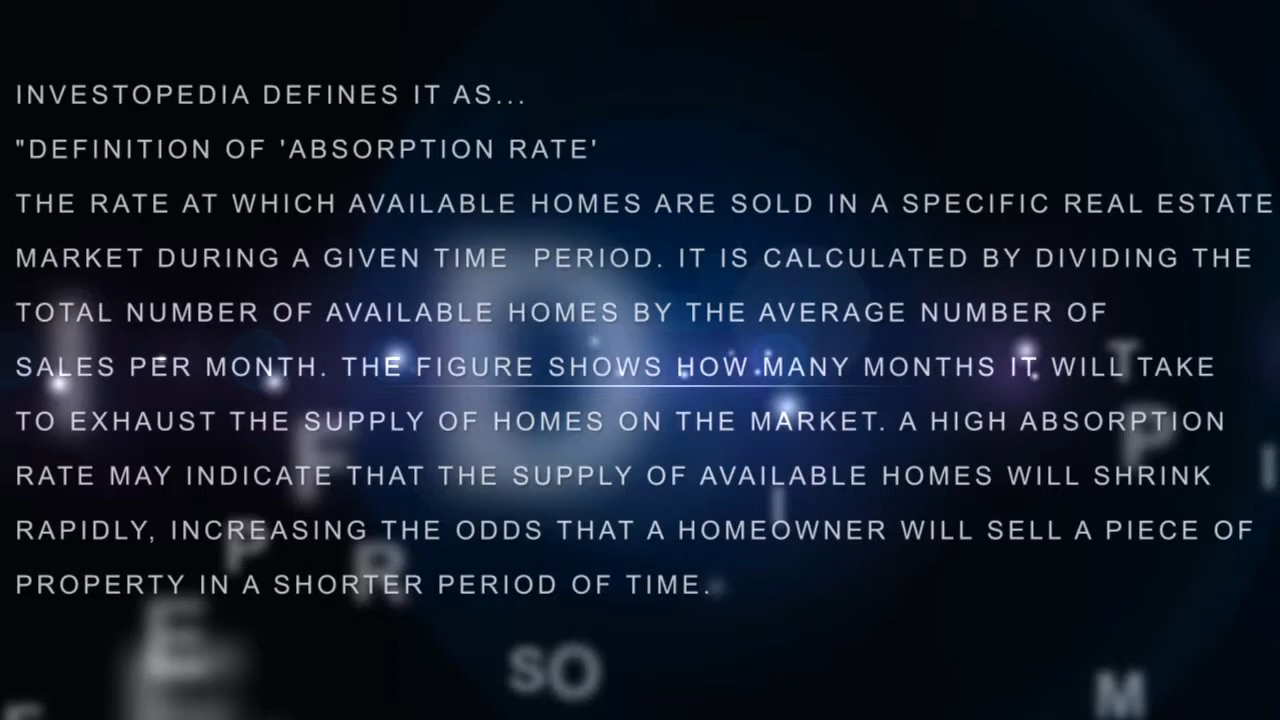 INVESTOPEDIA DEFINES IT AS...
"DEFINITION OF 'ABSORPTION RATE'
THE RATE AT WHICH AVAILABLE HOMES ARE SOLD IN A SPECIFIC REAL ESTATE
MARKET DURING A GIVEN TIME  PERIOD. IT IS CALCULATED BY DIVIDING THE
TOTAL NUMBER OF AVAILABLE HOMES BY THE AVERAGE NUMBER OF
SALES PER MONTH. THE FIGURE SHOWS HOW MANY MONTHS IT WILL TAKE
TO EXHAUST THE SUPPLY OF HOMES ON THE MARKET. A HIGH ABSORPTION
RATE MAY INDICATE THAT THE SUPPLY OF AVAILABLE HOMES WILL SHRINK
RAPIDLY, INCREASING THE ODDS THAT A HOMEOWNER WILL SELL A PIECE OF
PROPERTY IN A SHORTER PERIOD OF TIME.